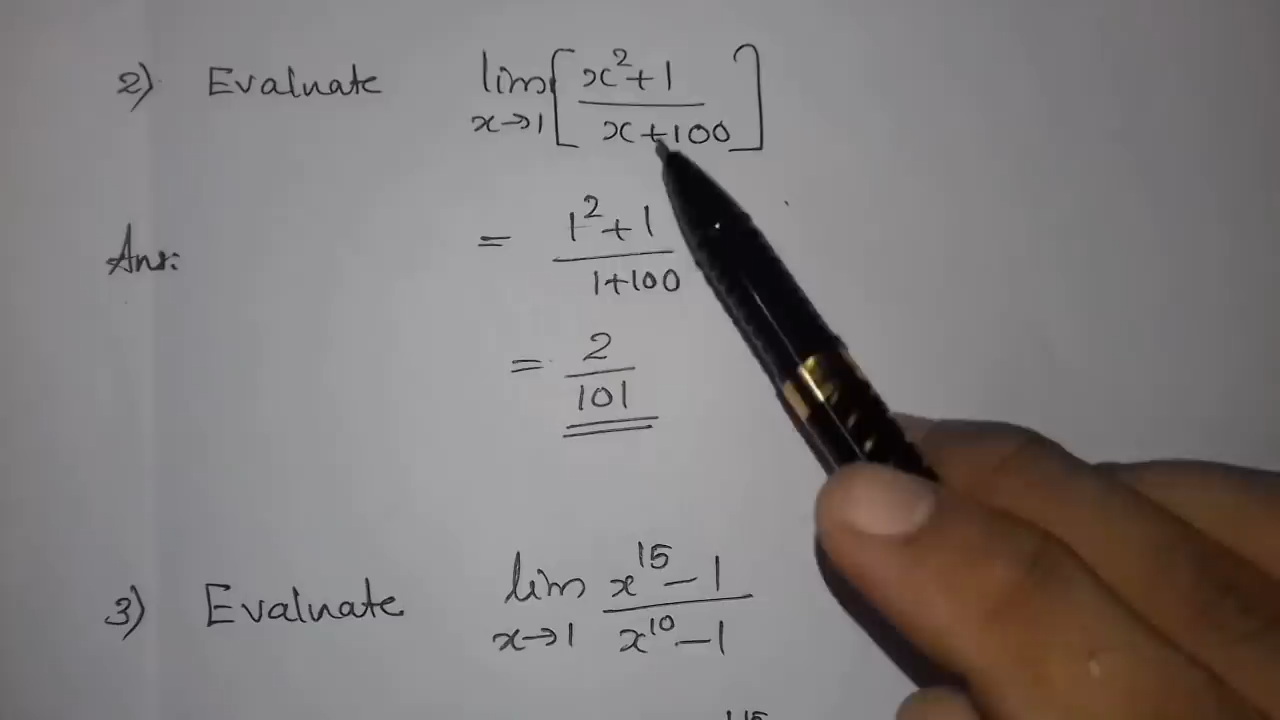 2) Evaluate lim x→1 [x²+1 / x+100]
Ans: = 1²+1 / 1+100
= 2 / 101
3) Evaluate lim x→1 x¹⁵-1 / x¹⁰-1